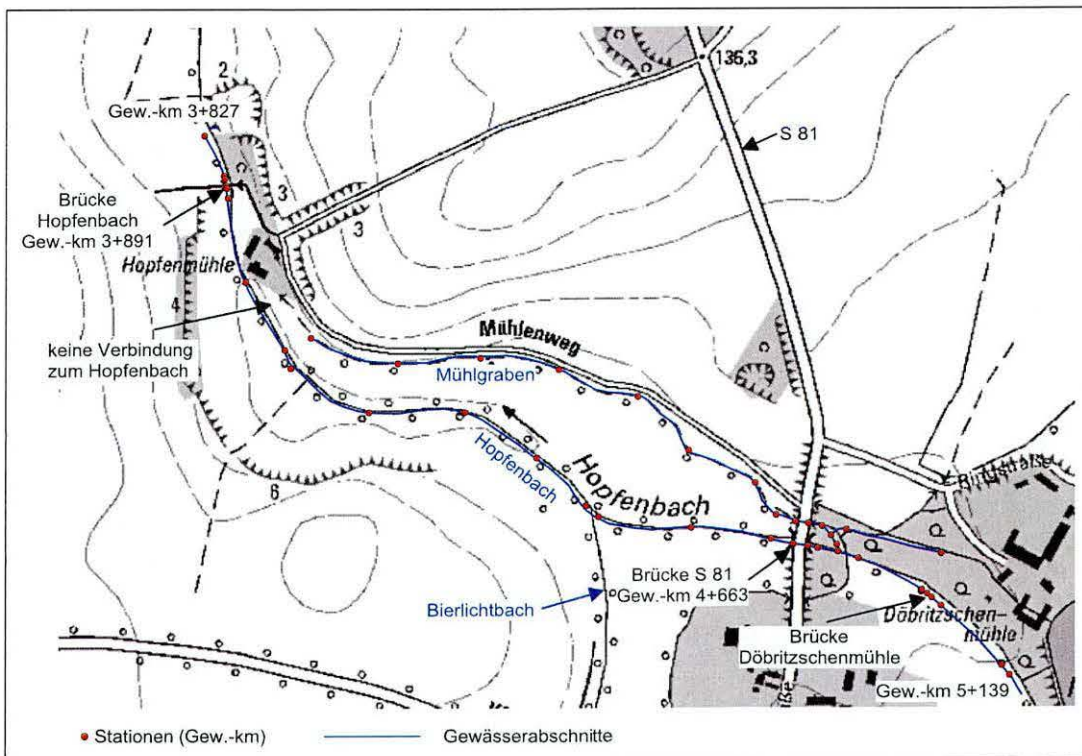 136,3
2
Gew.-km 3+827
S 81
Brücke
Hopfenbach
Gew.-km 3+891
3
3
Hopfenmühle
4
keine Verbindung
zum Hopfenbach
Mühlenweg
Mühlgraben
Hopfenbach
Hopfenbach
6
Ringstraße
Brücke S 81
Gew.-km 4+663
Bierlichtbach
Döbritzschen-
mühle
Brücke
Döbritzschenmühle
Gew.-km 5+139
Stationen (Gew.-km)
Gewässerabschnitte